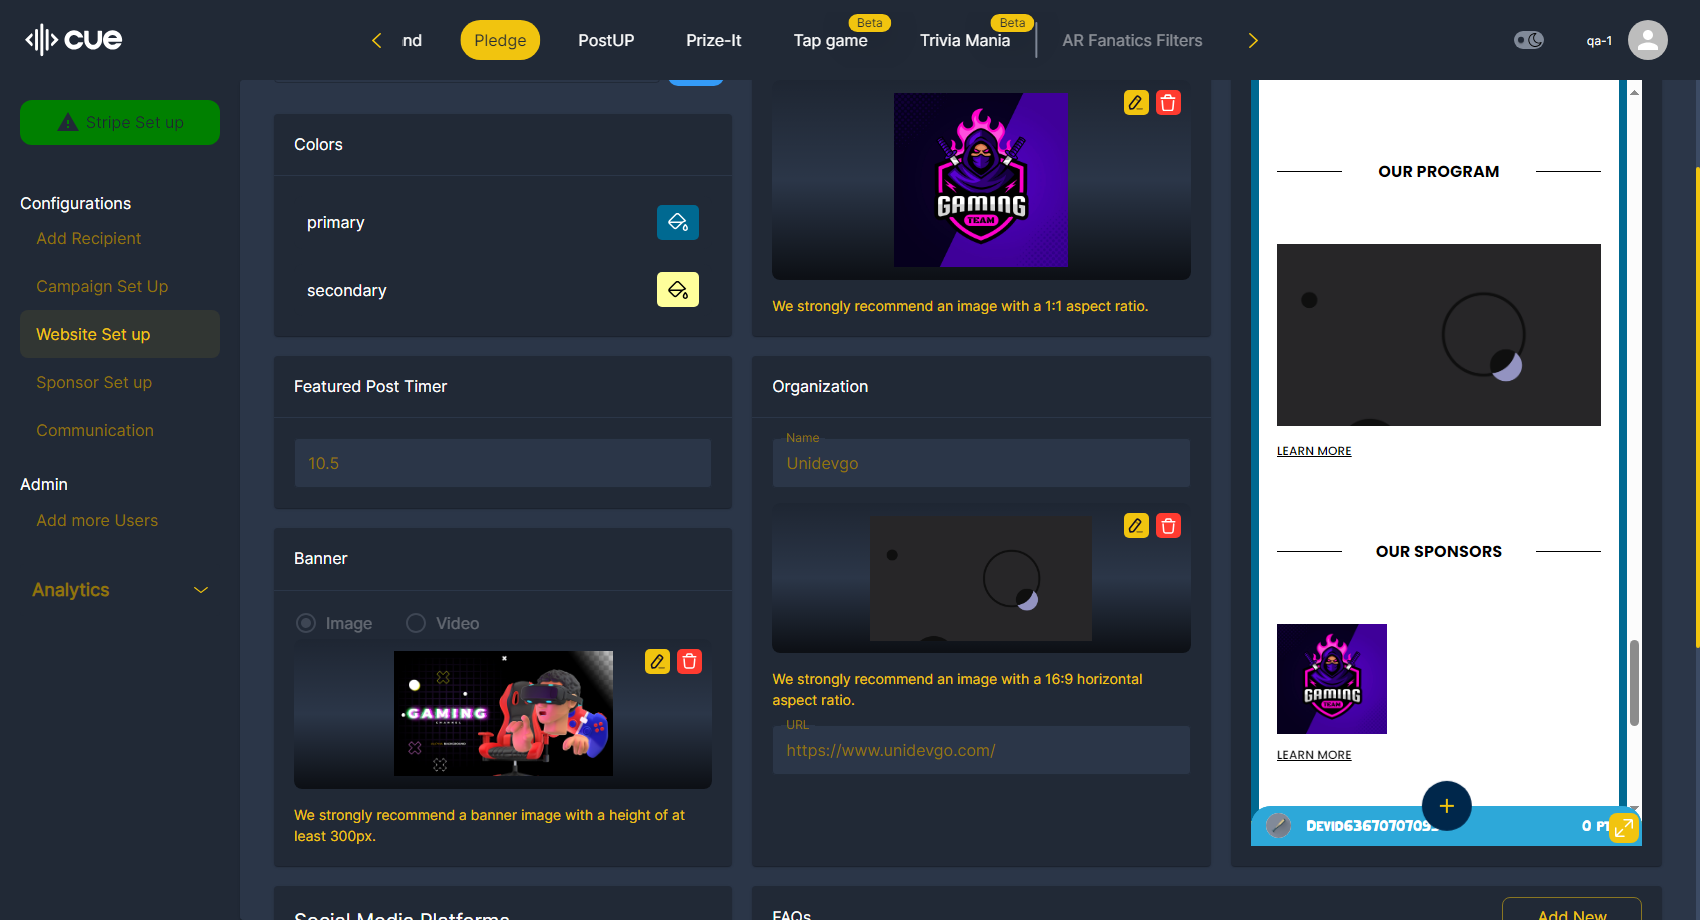 cue
nd
Pledge
PostUP
Prize-It
Tap game
Beta
Trivia Mania
Beta
AR Fanatics Filters
qa-1
Stripe Set up
Configurations
Add Recipient
Campaign Set Up
Website Set up
Sponsor Set up
Communication
Admin
Add more Users
Analytics
Colors
primary
secondary
Featured Post Timer
10.5
Banner
Image
Video
GAMING
We strongly recommend a banner image with a height of at
least 300px.
Social Media Platforms
GAMING
TEAM
We strongly recommend an image with a 1:1 aspect ratio.
Organization
Name
Unidevgo
We strongly recommend an image with a 16:9 horizontal
aspect ratio.
URL
https://www.unidevgo.com/
FAQs
Add New
OUR PROGRAM
LEARN MORE
OUR SPONSORS
GAMING
TEAM
LEARN MORE
0 PT